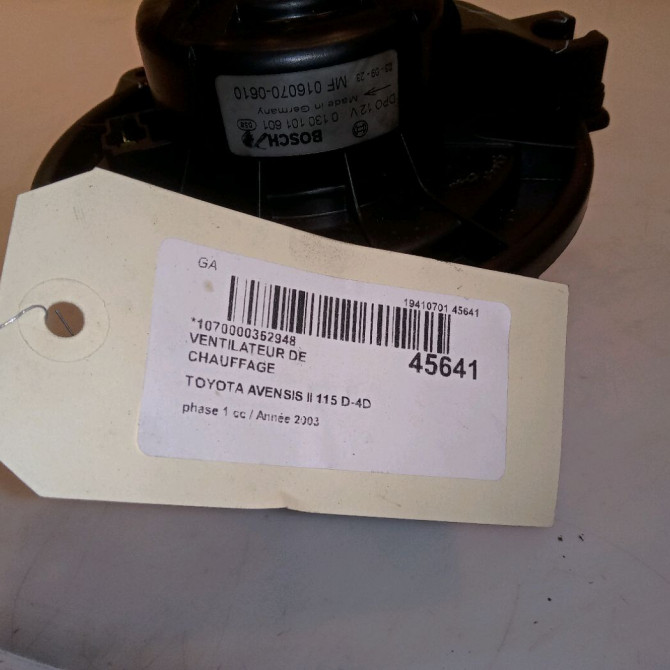 BOSCH
DPO 12 V 0 130 101 601
Made in Germany
MF 016070-0610
GA
19410701 45641
*1070000362948
VENTILATEUR DE
CHAUFFAGE
45641
TOYOTA AVENSIS II 115 D-4D
phase 1 cc / Année 2003